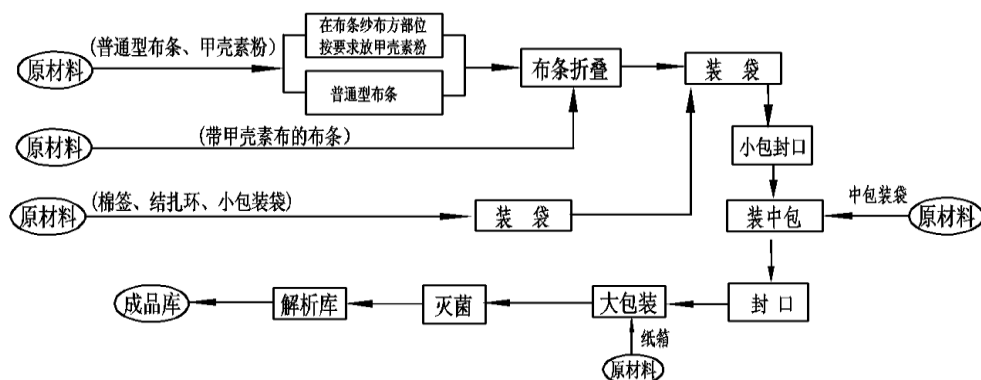 (普通型布条、甲壳素粉)
原材料
在布条纱布方部位
按要求放甲壳素粉
普通型布条
布条折叠
装 袋
(带甲壳素布的布条)
原材料
小包封口
(棉签、结扎环、小包装袋)
原材料
装 袋
装中包
中包装袋
原材料
成品库
解析库
灭菌
大包装
封 口
纸箱
原材料